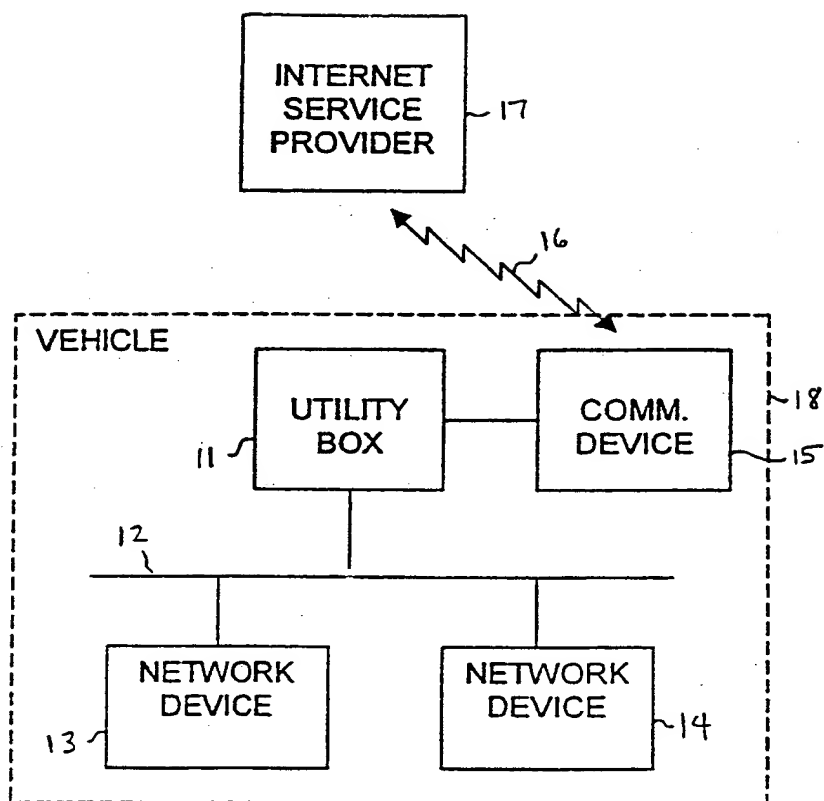 INTERNET
SERVICE
PROVIDER
17
16
VEHICLE
18
UTILITY
BOX
11
COMM.
DEVICE
15
12
NETWORK
DEVICE
13
NETWORK
DEVICE
14